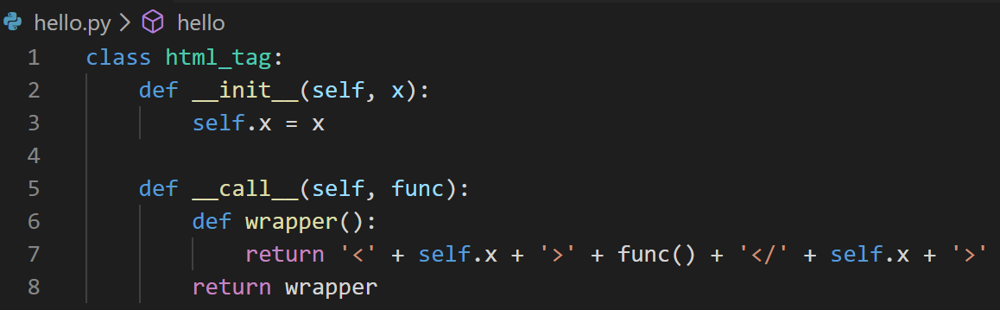 hello.py > hello
1 class html_tag:
2     def __init__(self, x):
3         self.x = x
4
5     def __call__(self, func):
6         def wrapper():
7             return '<' + self.x + '>' + func() + '</' + self.x + '>'
8         return wrapper